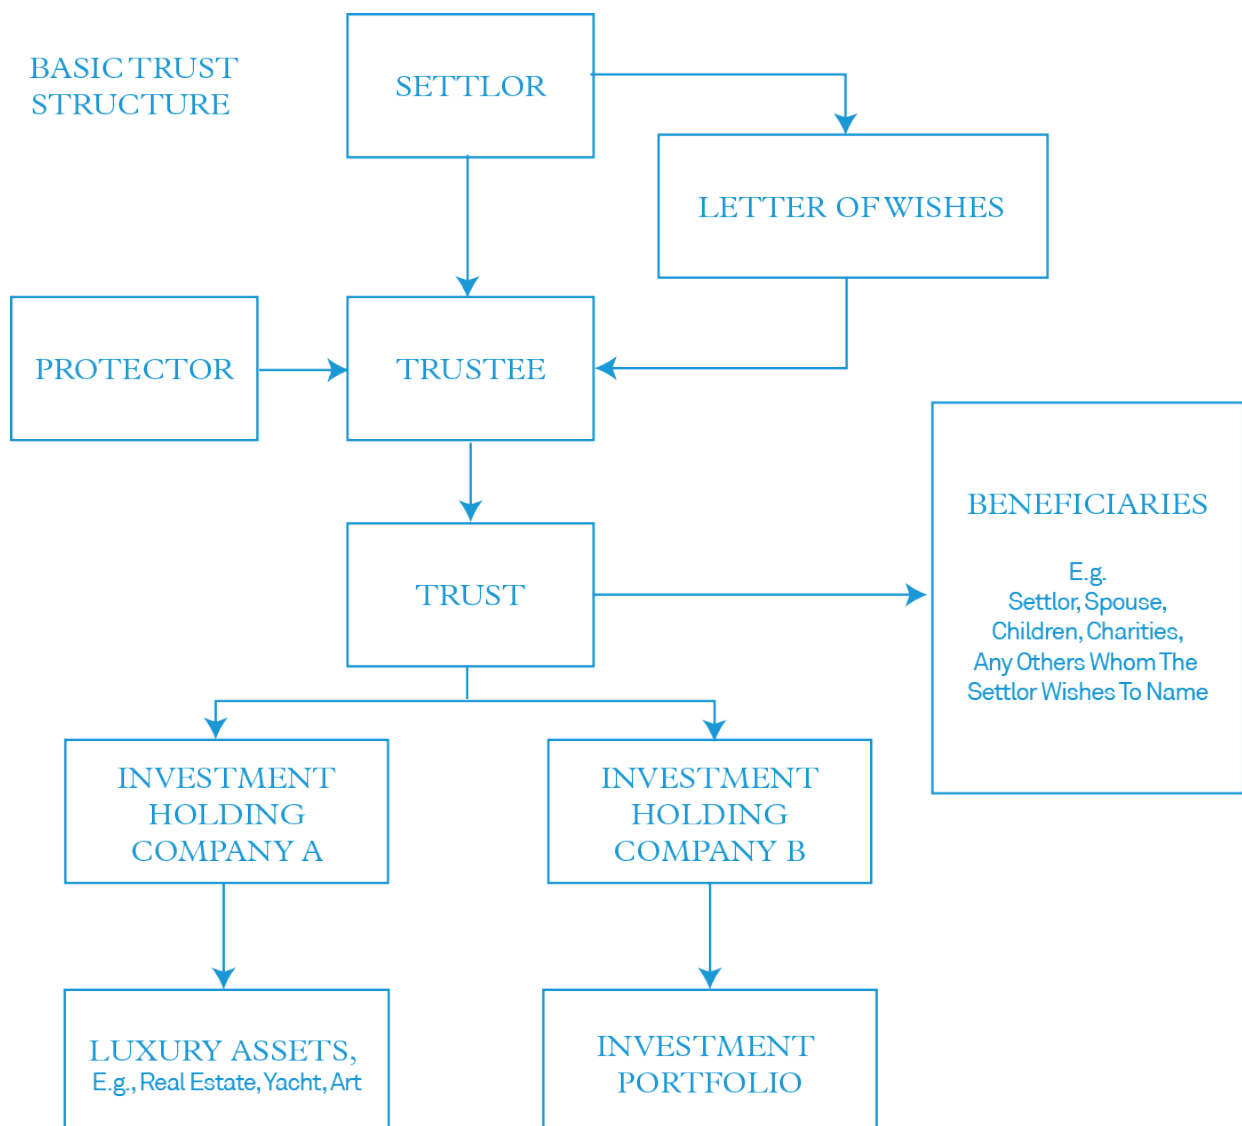 BASIC TRUST
STRUCTURE
SETTLOR
LETTER OF WISHES
PROTECTOR
TRUSTEE
BENEFICIARIES
E.g.
Settlor, Spouse,
Children, Charities,
Any Others Whom The
Settlor Wishes To Name
TRUST
INVESTMENT
HOLDING
COMPANY A
INVESTMENT
HOLDING
COMPANY B
LUXURY ASSETS,
E.g., Real Estate, Yacht, Art
INVESTMENT
PORTFOLIO